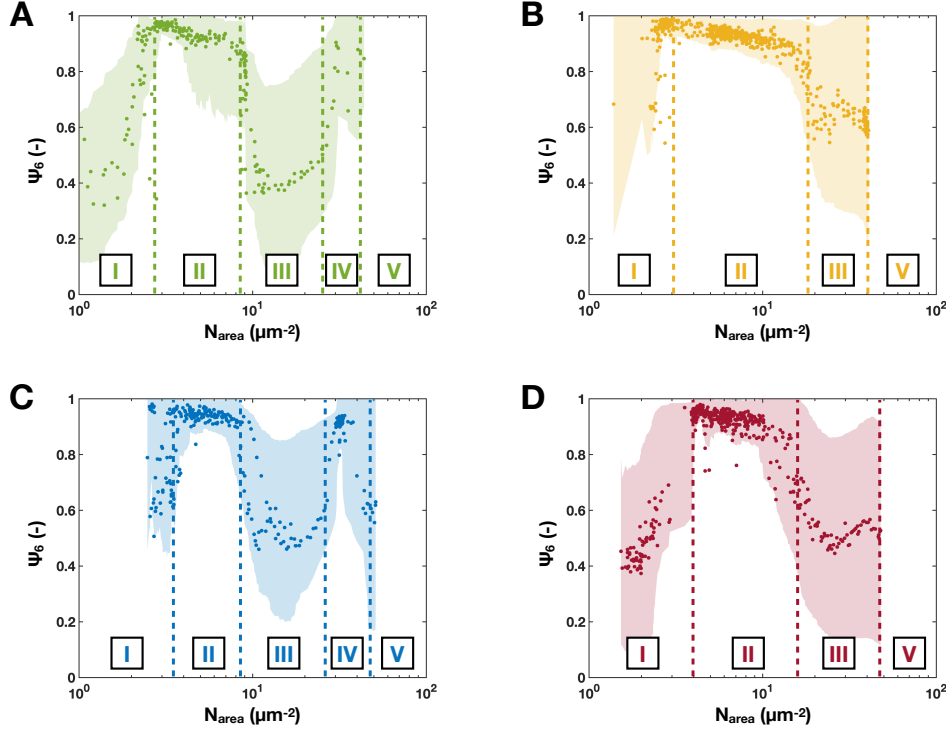 A
Ψ6 (-)
1
0.8
0.6
0.4
0.2
0
I
II
III
IV
V
10^0
10^1
10^2
Narea (μm-2)
B
Ψ6 (-)
1
0.8
0.6
0.4
0.2
0
I
II
III
V
10^0
10^1
10^2
Narea (μm-2)
C
Ψ6 (-)
1
0.8
0.6
0.4
0.2
0
I
II
III
IV
V
10^0
10^1
10^2
Narea (μm-2)
D
Ψ6 (-)
1
0.8
0.6
0.4
0.2
0
I
II
III
V
10^0
10^1
10^2
Narea (μm-2)